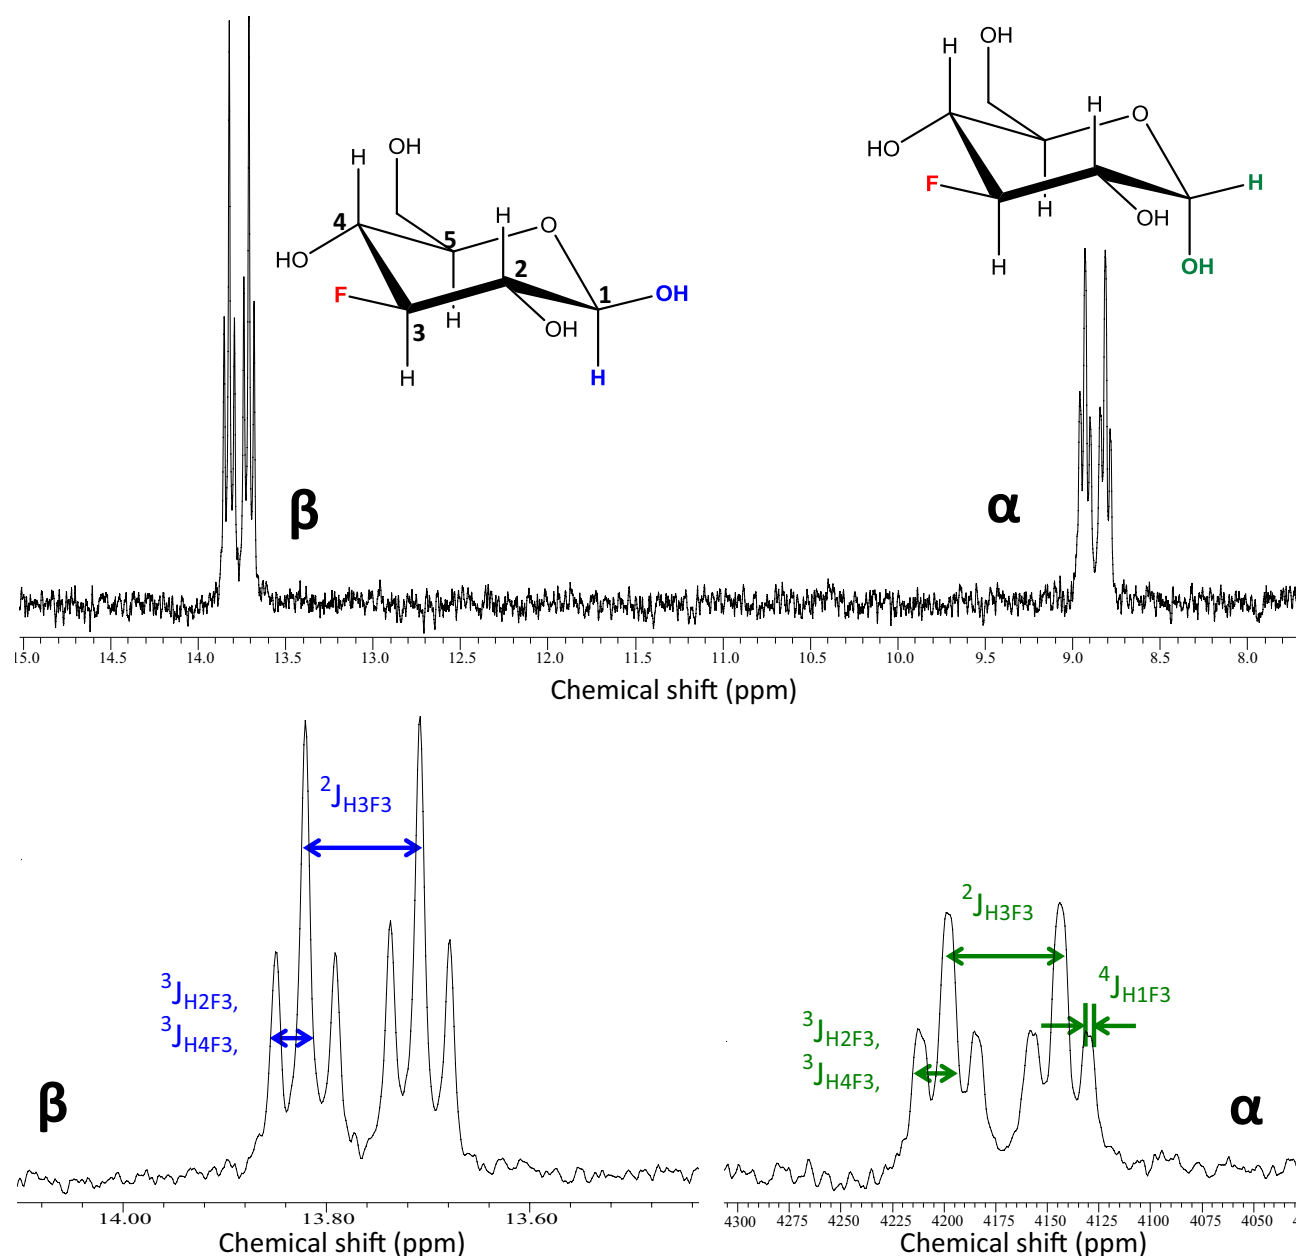 OH
H
O
HO
H
F
H
OH
H
H
OH
OH
H
4
5
H
O
2
HO
F
1
OH
3
H
OH
H
H
β
α
15.0 14.5 14.0 13.5 13.0 12.5 12.0 11.5 11.0 10.5 10.0 9.5 9.0 8.5 8.0
Chemical shift (ppm)
2JH3F3
3JH2F3,
3JH4F3,
β
14.00 13.80 13.60
Chemical shift (ppm)
2JH3F3
4JH1F3
3JH2F3,
3JH4F3,
α
4300 4275 4250 4225 4200 4175 4150 4125 4100 4075 4050
Chemical shift (ppm)